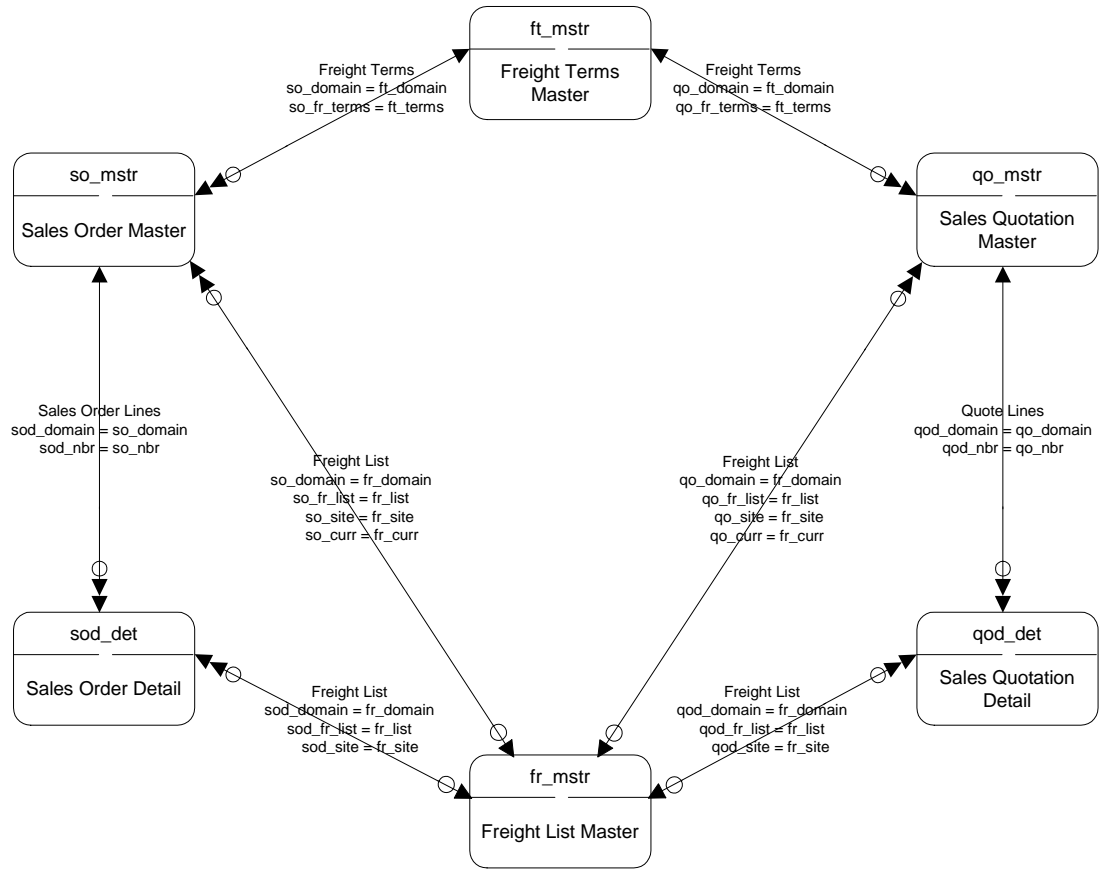 ft_mstr
Freight Terms
Master
Freight Terms
so_domain = ft_domain
so_fr_terms = ft_terms
Freight Terms
qo_domain = ft_domain
qo_fr_terms = ft_terms
so_mstr
Sales Order Master
qo_mstr
Sales Quotation
Master
Sales Order Lines
sod_domain = so_domain
sod_nbr = so_nbr
Quote Lines
qod_domain = qo_domain
qod_nbr = qo_nbr
Freight List
so_domain = fr_domain
so_fr_list = fr_list
so_site = fr_site
so_curr = fr_curr
Freight List
qo_domain = fr_domain
qo_fr_list = fr_list
qo_site = fr_site
qo_curr = fr_curr
sod_det
Sales Order Detail
qod_det
Sales Quotation
Detail
Freight List
sod_domain = fr_domain
sod_fr_list = fr_list
sod_site = fr_site
Freight List
qod_domain = fr_domain
qod_fr_list = fr_list
qod_site = fr_site
fr_mstr
Freight List Master